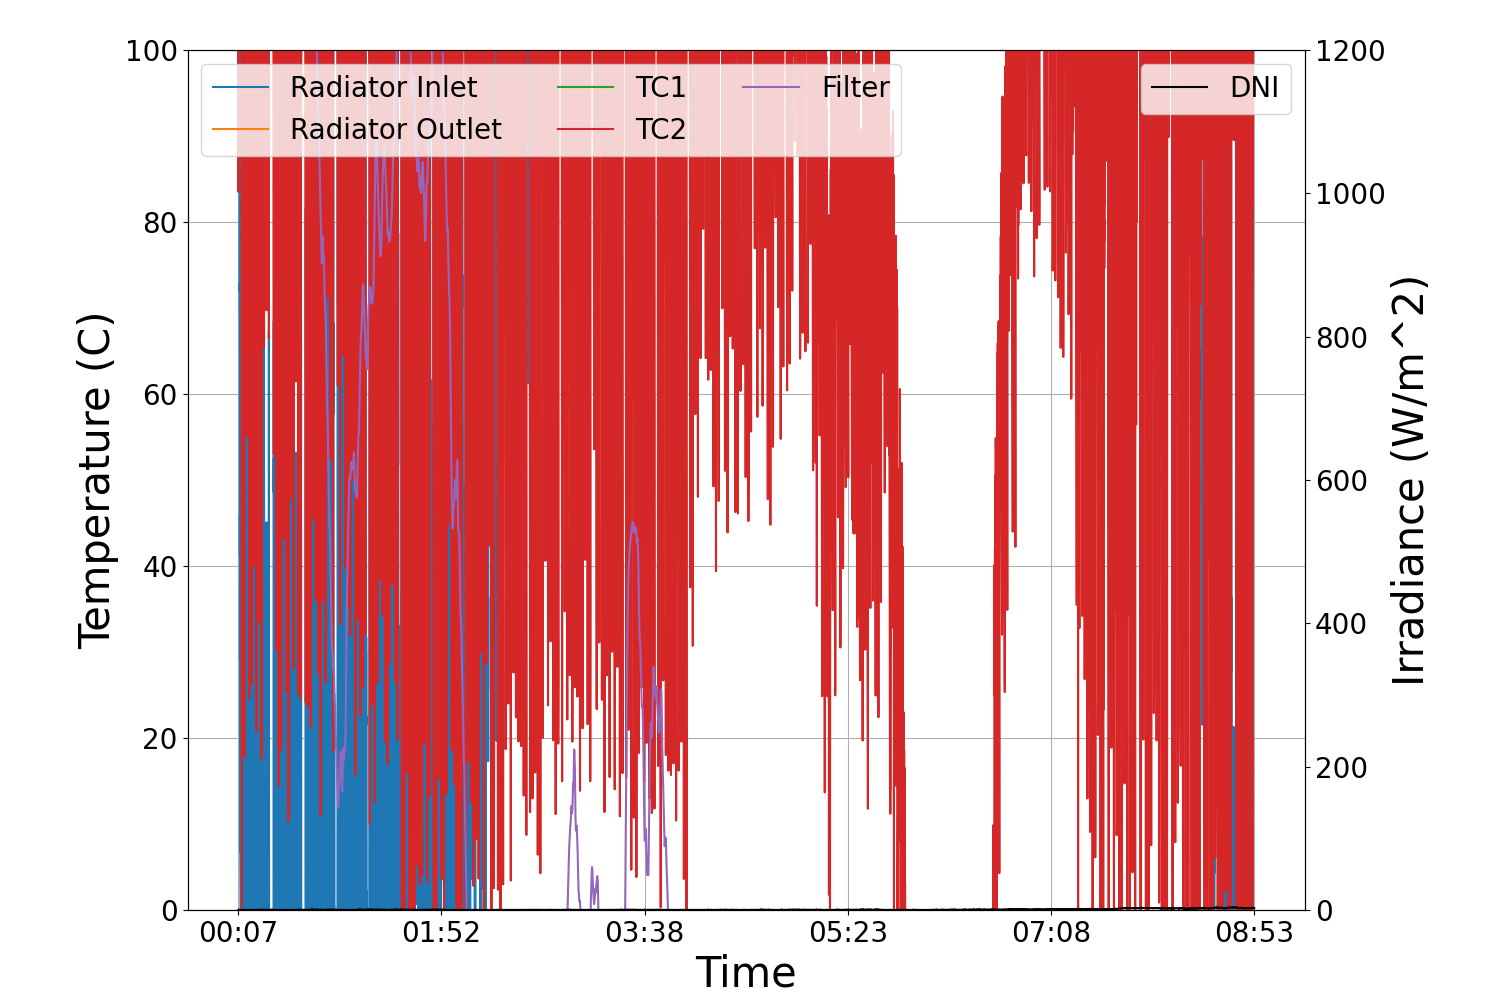 Radiator Inlet
Radiator Outlet
TC1
TC2
Filter
DNI
100
80
60
40
20
0
Temperature (C)
1200
1000
800
600
400
200
0
Irradiance (W/m^2)
00:07 01:52 03:38 05:23 07:08 08:53
Time